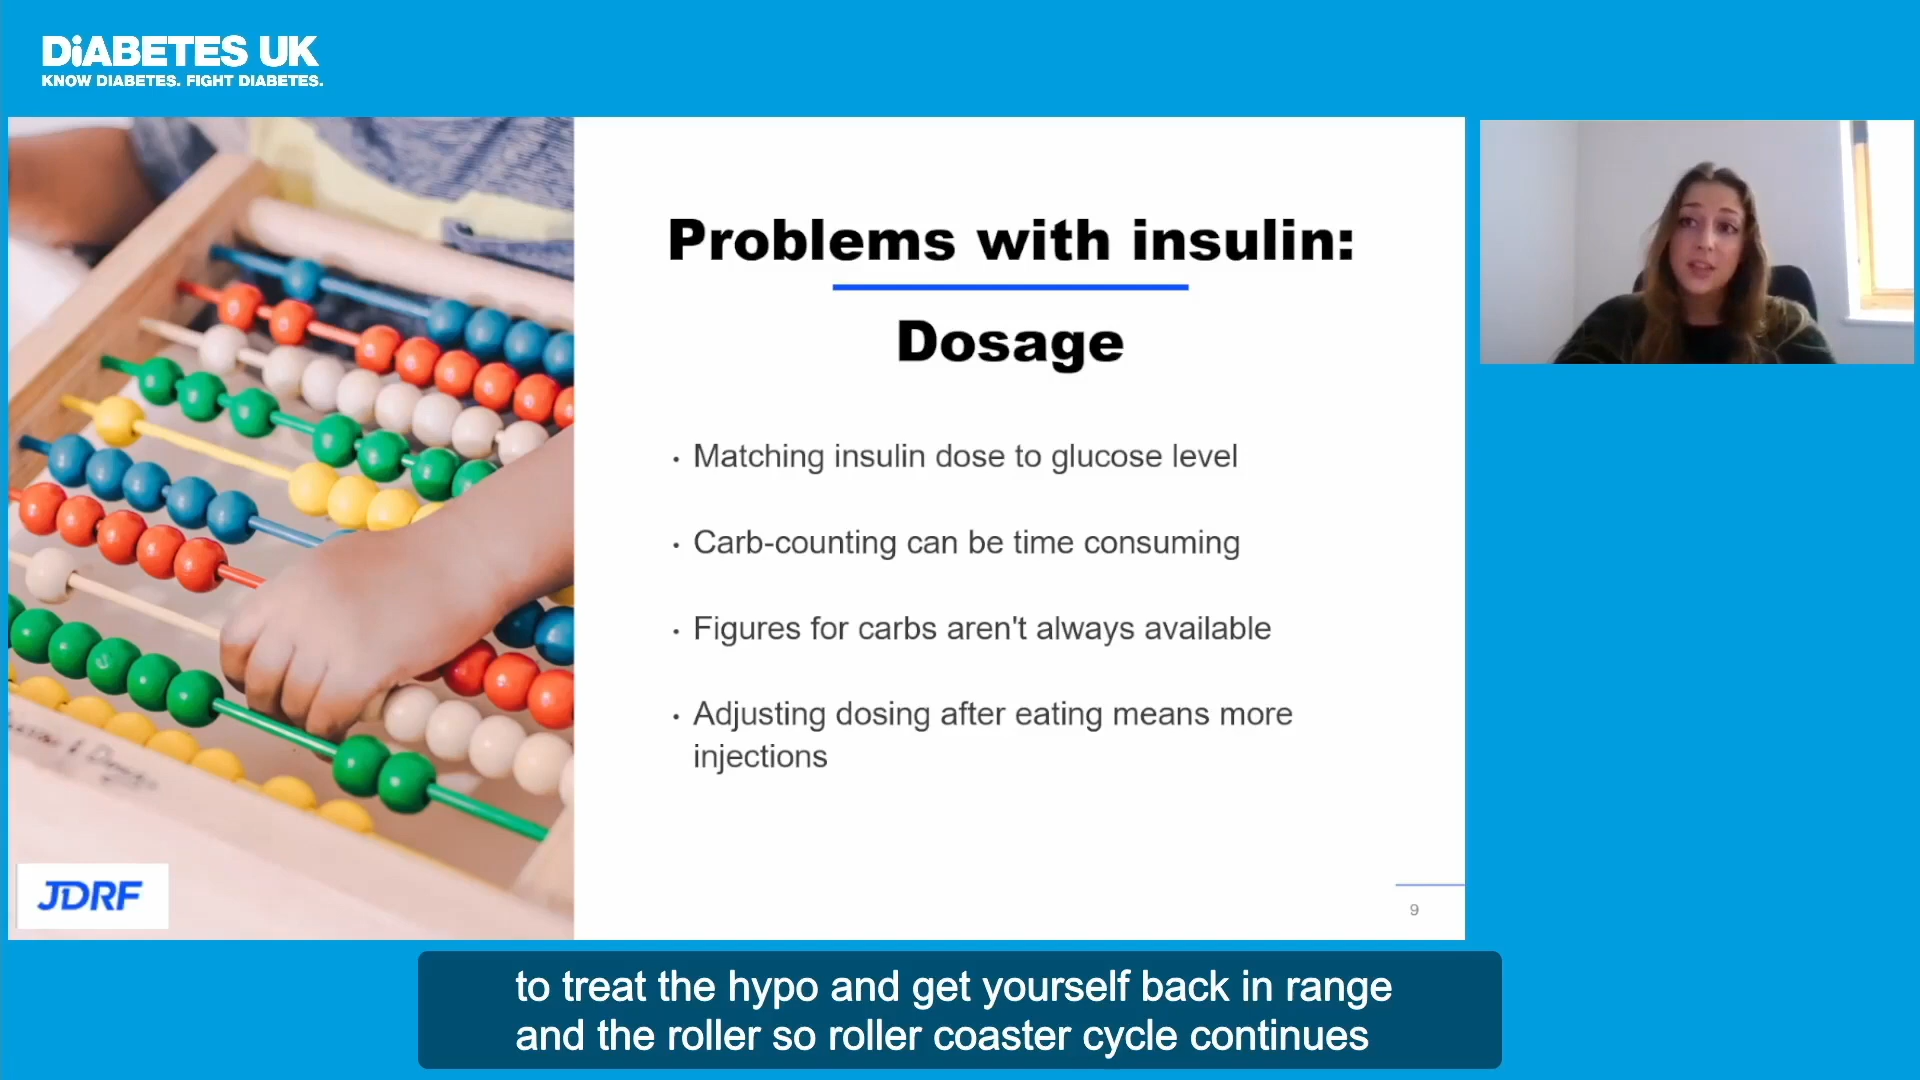 DiABETES UK
KNOW DIABETES. FIGHT DIABETES.
Problems with insulin:
Dosage
• Matching insulin dose to glucose level
• Carb-counting can be time consuming
• Figures for carbs aren't always available
• Adjusting dosing after eating means more
injections
JDRF
9
to treat the hypo and get yourself back in range
and the roller so roller coaster cycle continues